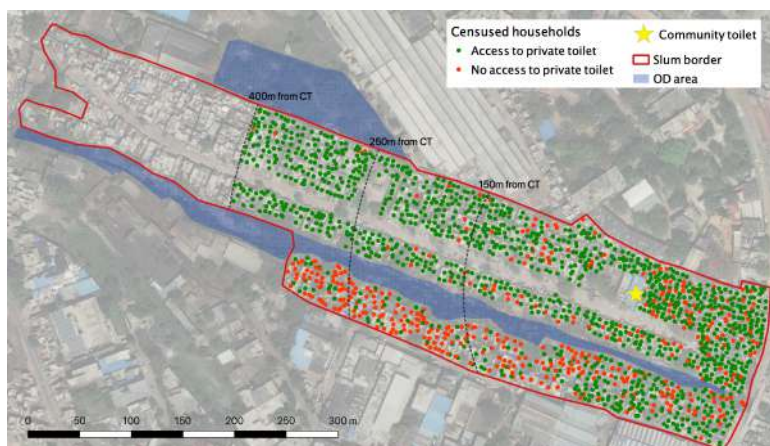 Censused households
Access to private toilet
No access to private toilet
Community toilet
Slum border
OD area
400m from CT
250m from CT
150m from CT
0 50 100 150 200 250 300 m